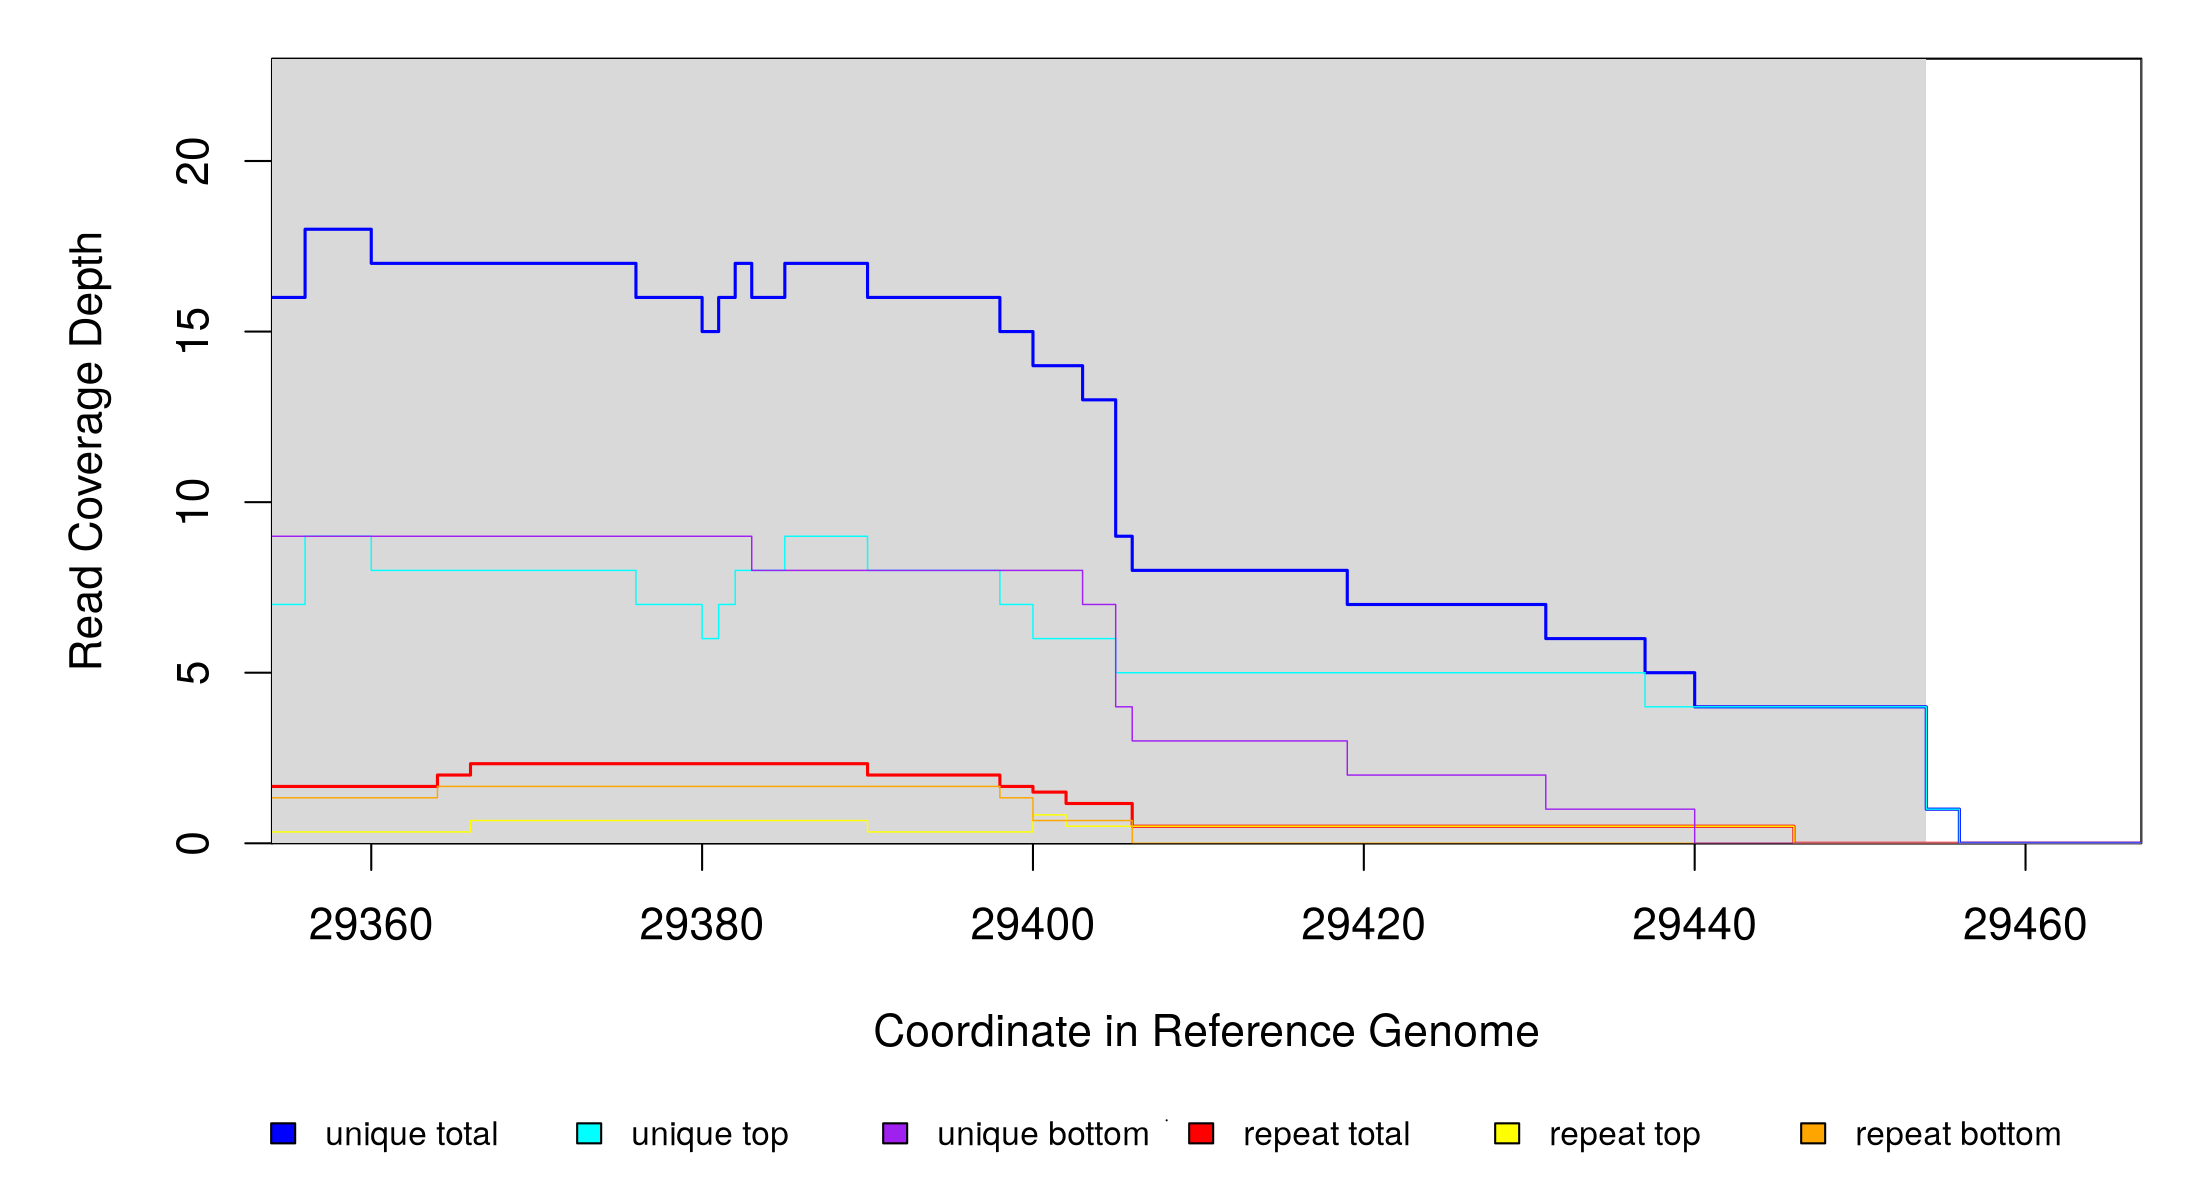 Read Coverage Depth
20
15
10
5
0
29360 29380 29400 29420 29440 29460
Coordinate in Reference Genome
unique total unique top unique bottom repeat total repeat top repeat bottom